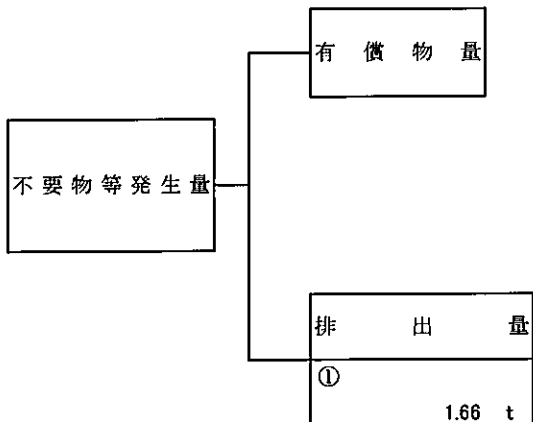 有償物量
不要物等発生量
排出量
①
1.66 t